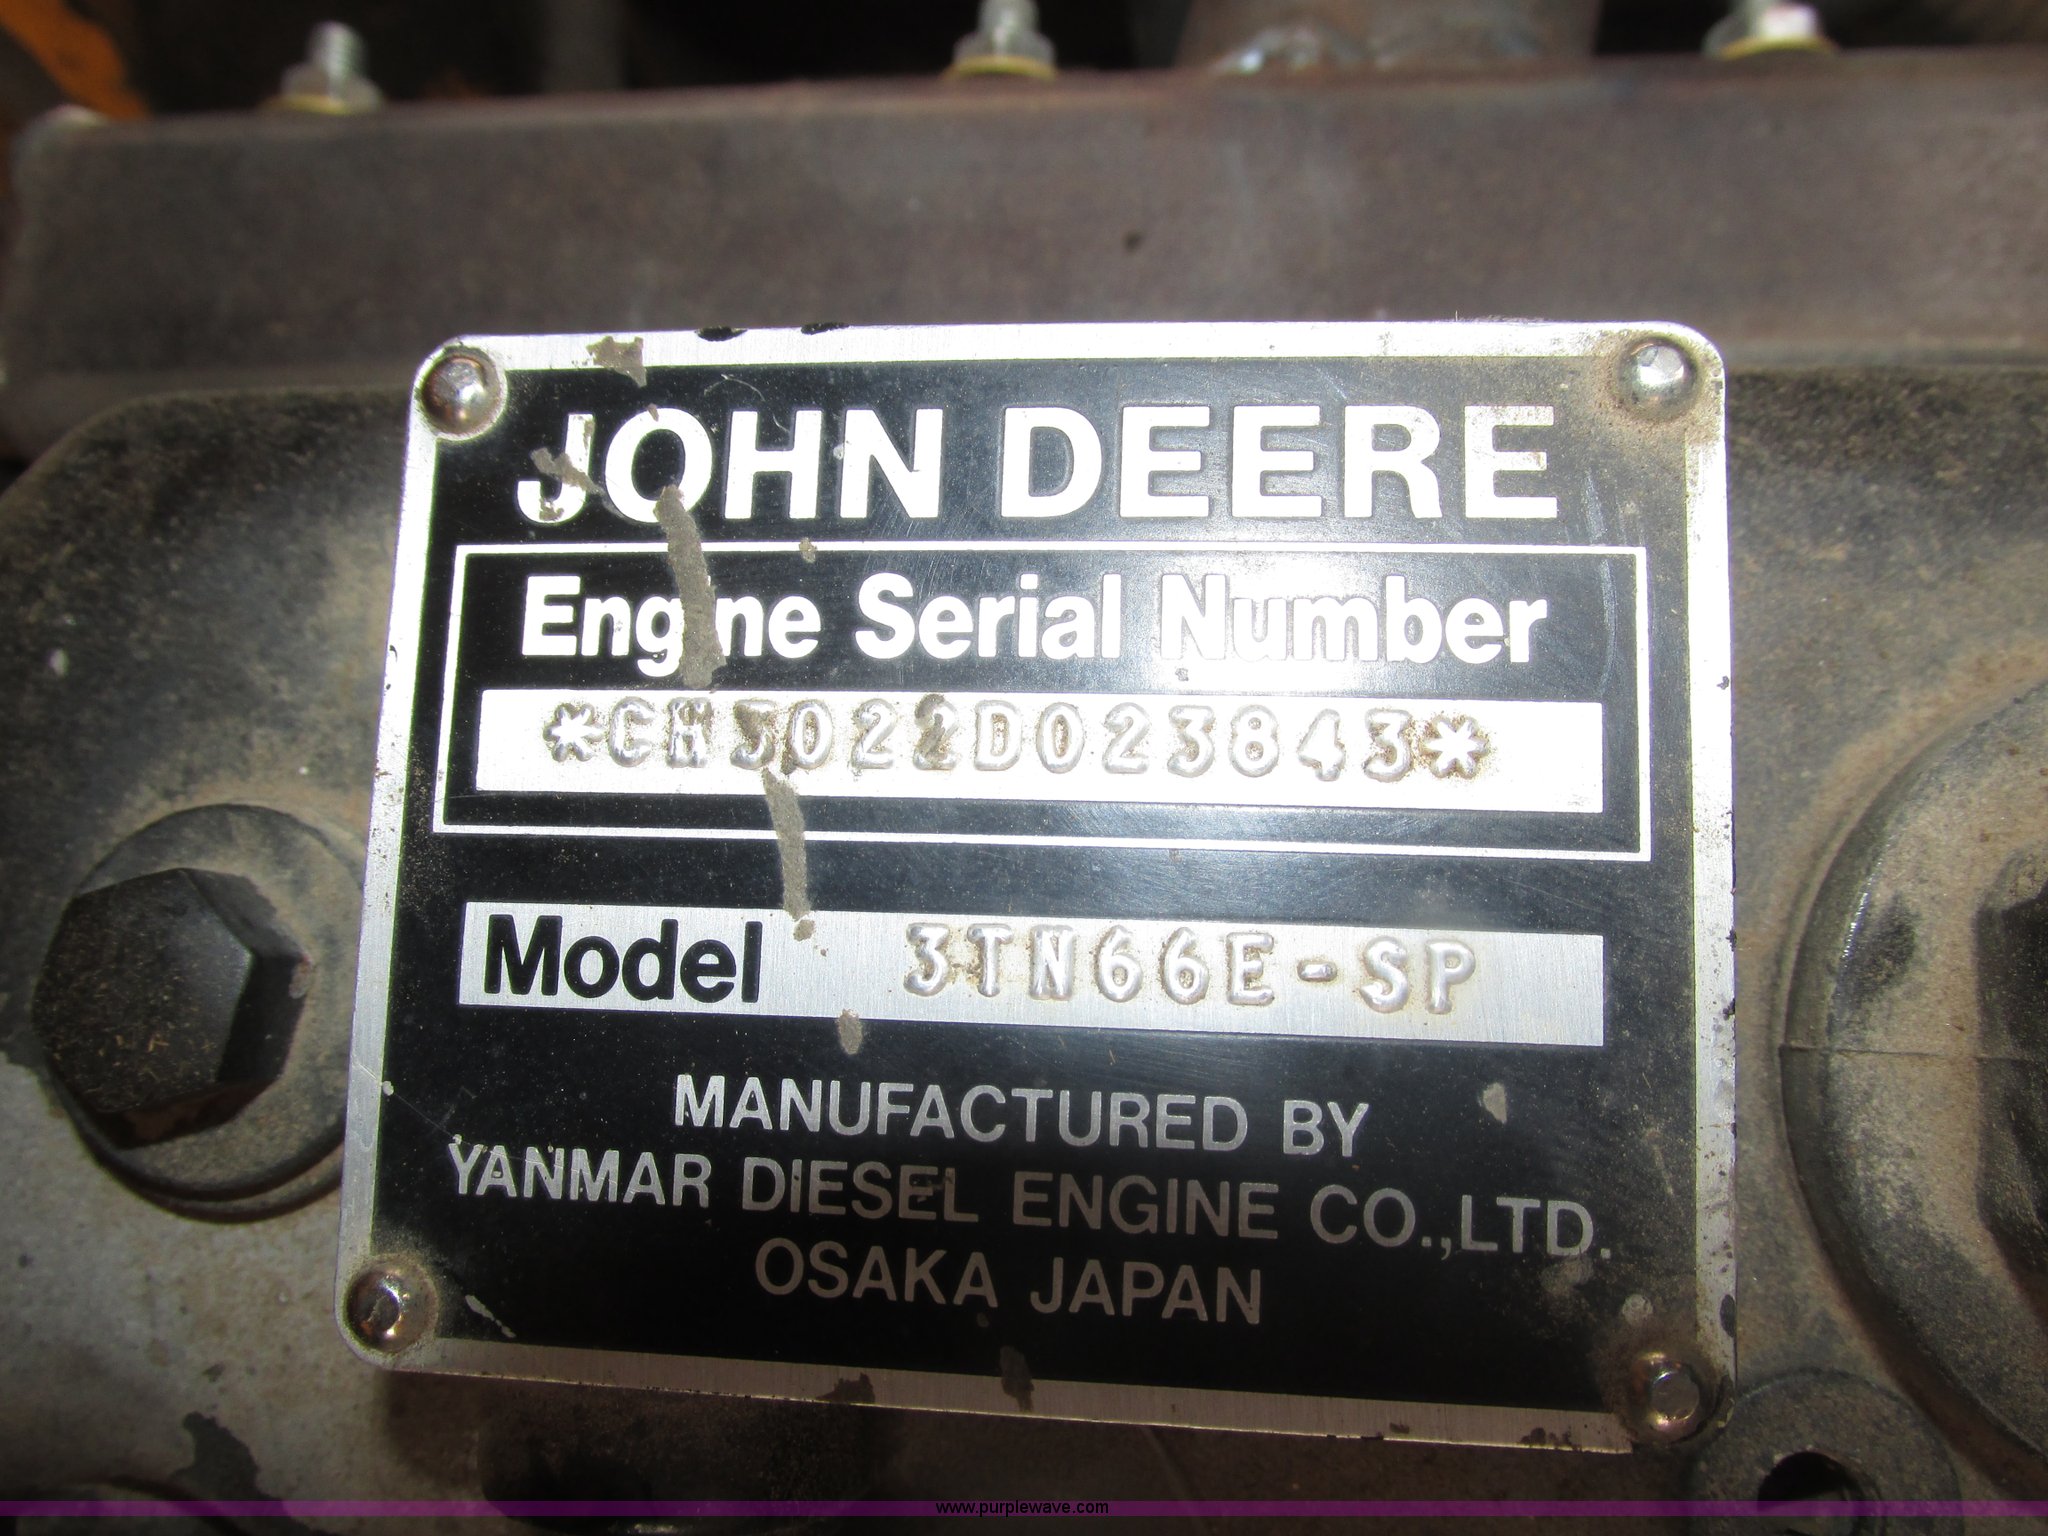 JOHN DEERE
Engine Serial Number
*CH3022D023843*
Model 3TN66E-SP
MANUFACTURED BY
YANMAR DIESEL ENGINE CO.,LTD.
OSAKA JAPAN
www.purplewave.com